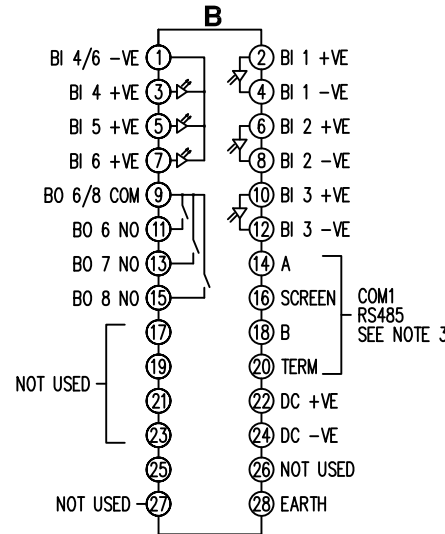 B
BI 4/6 -VE 1 2 BI 1 +VE
BI 4 +VE 3 4 BI 1 -VE
BI 5 +VE 5 6 BI 2 +VE
BI 6 +VE 7 8 BI 2 -VE
BO 6/8 COM 9 10 BI 3 +VE
BO 6 NO 11 12 BI 3 -VE
BO 7 NO 13 14 A
BO 8 NO 15 16 SCREEN
17 18 B
19 20 TERM
COM1
RS485
SEE NOTE 3
NOT USED
21 22 DC +VE
23 24 DC -VE
25 26 NOT USED
NOT USED 27 28 EARTH